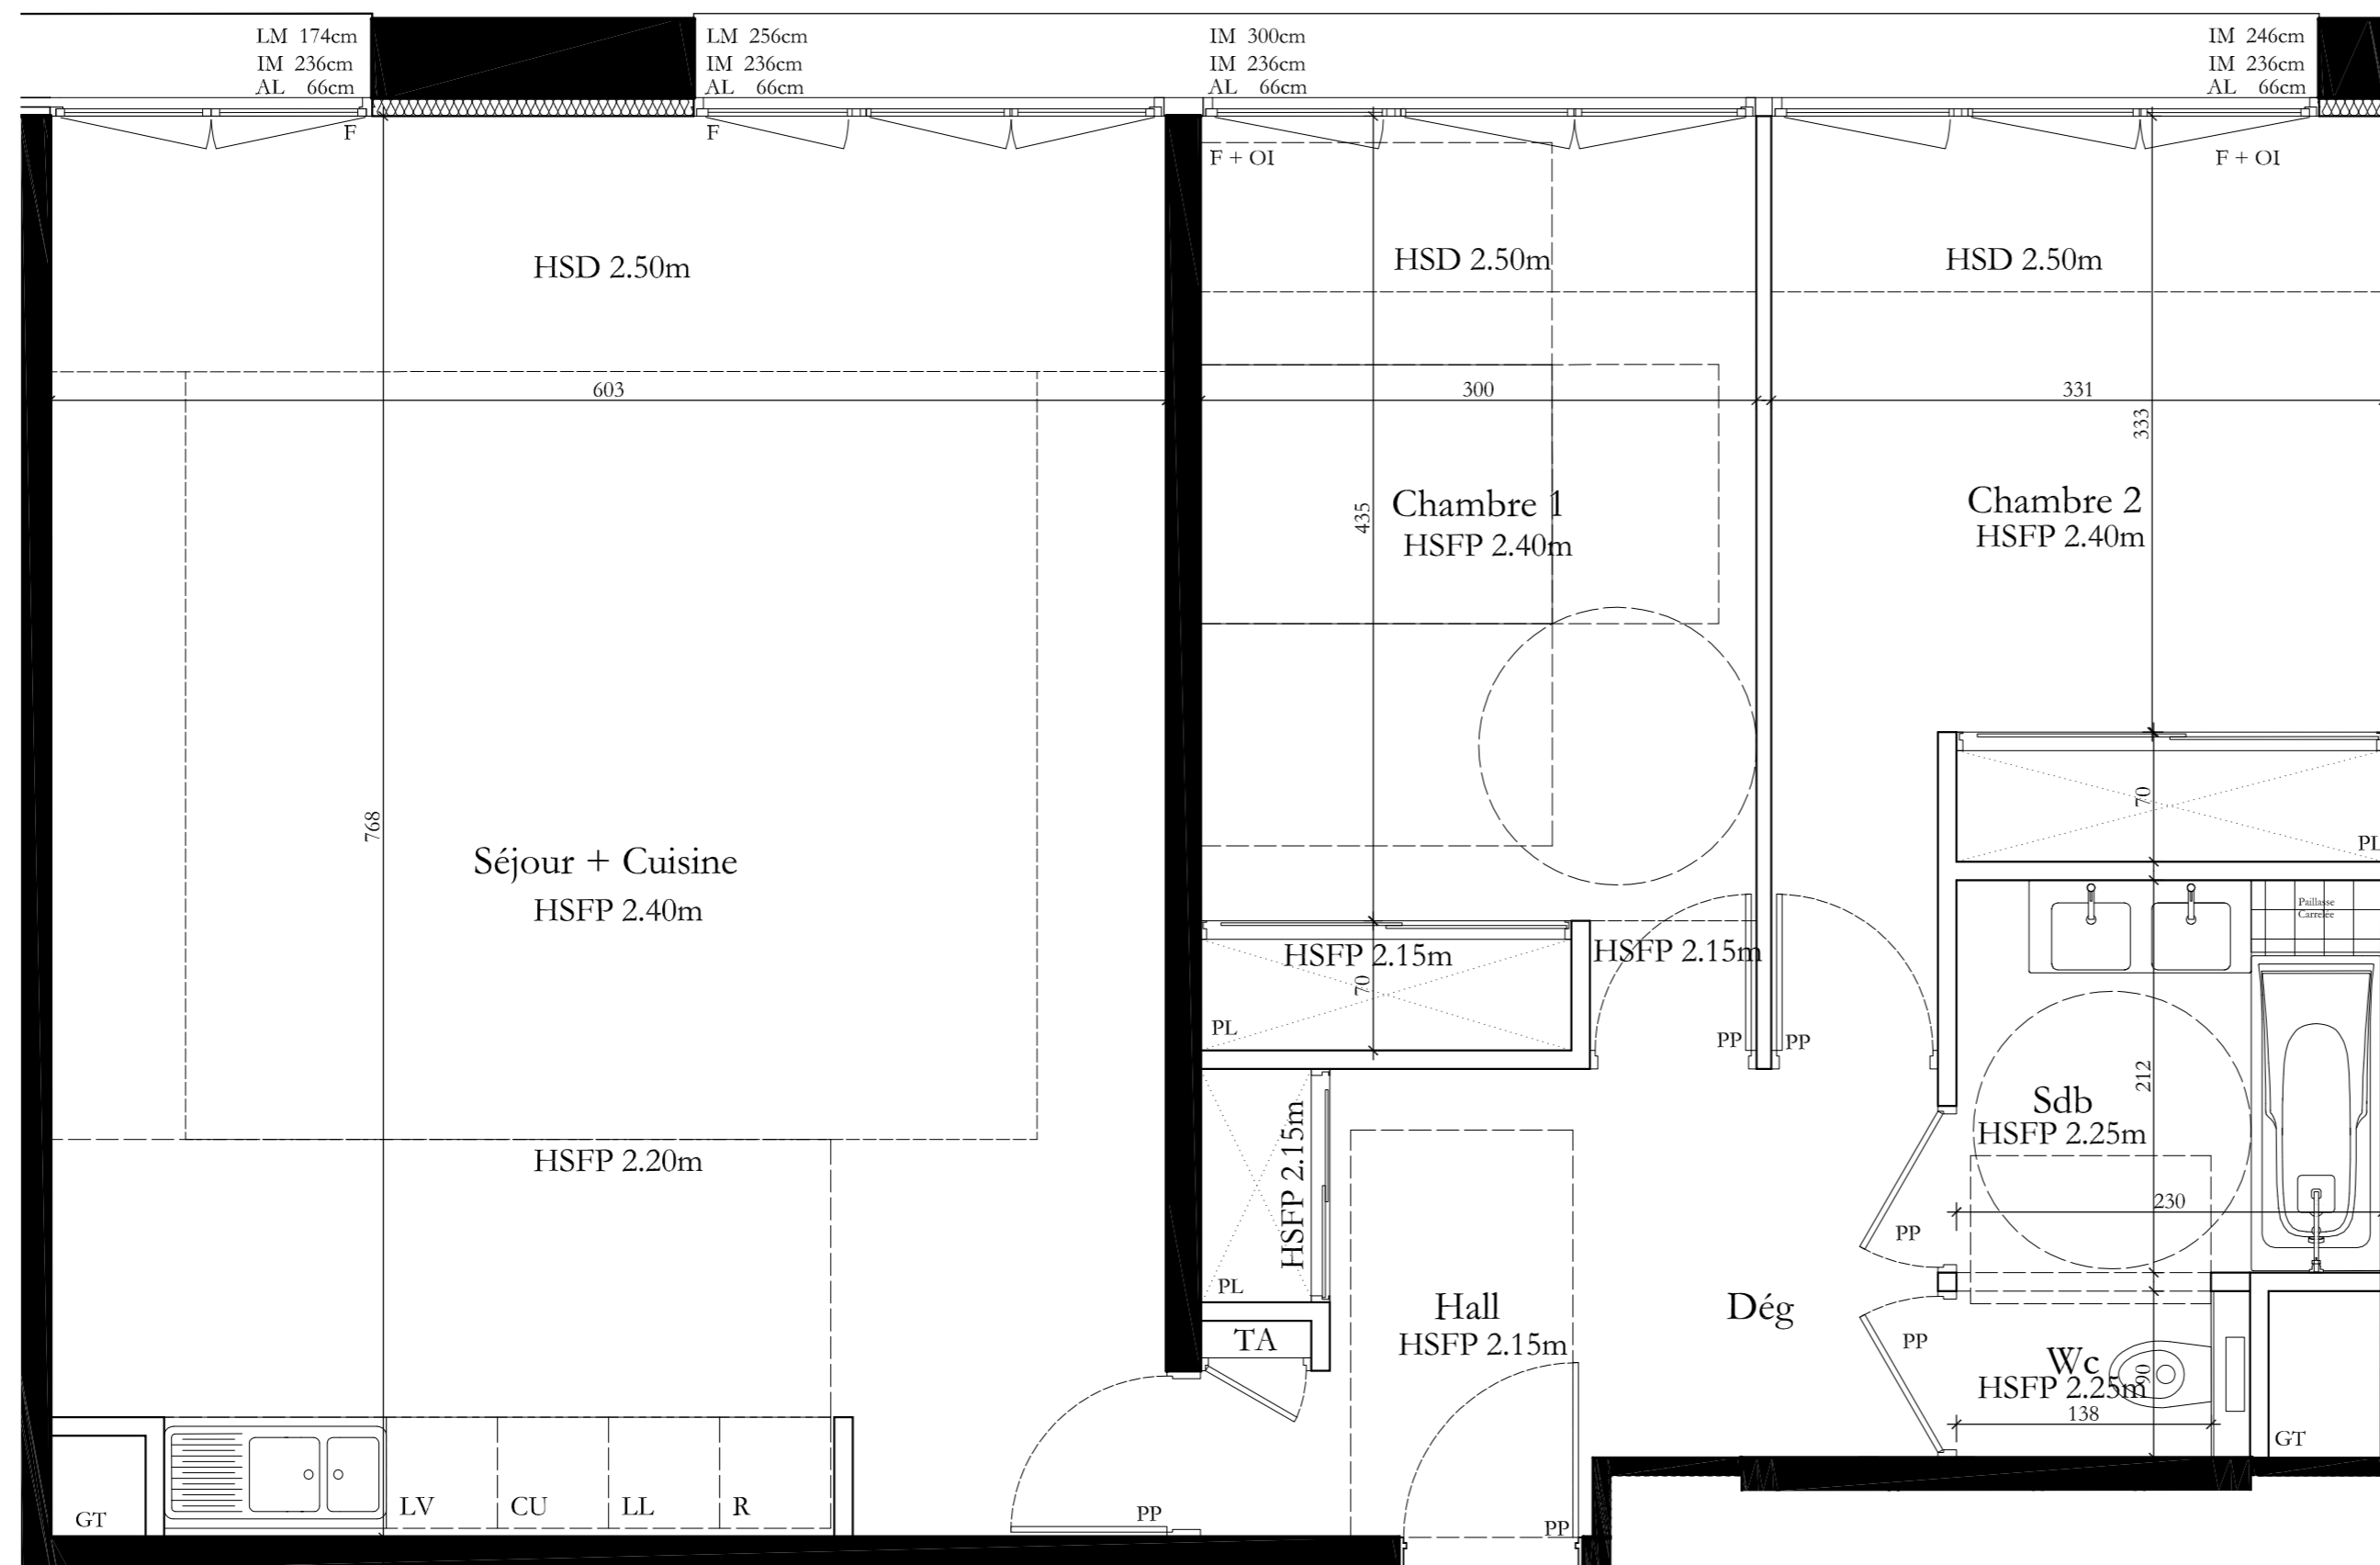 LM 174cm
IM 236cm
AL 66cm
LM 256cm
IM 236cm
AL 66cm
IM 300cm
IM 236cm
AL 66cm
IM 246cm
IM 236cm
AL 66cm
F
F
F + OI
F + OI
HSD 2.50m
HSD 2.50m
HSD 2.50m
603
300
331
333
435
Chambre 1
HSFP 2.40m
Chambre 2
HSFP 2.40m
768
Séjour + Cuisine
HSFP 2.40m
70
PL
Paillasse
Carrelée
HSFP 2.15m
HSFP 2.15m
70
PL
PP
PP
212
Sdb
HSFP 2.25m
HSFP 2.20m
HSFP 2.15m
230
PP
PL
Hall
HSFP 2.15m
Dég
TA
PP
Wc
HSFP 2.25m
90
138
GT
GT
LV
CU
LL
R
PP
PP